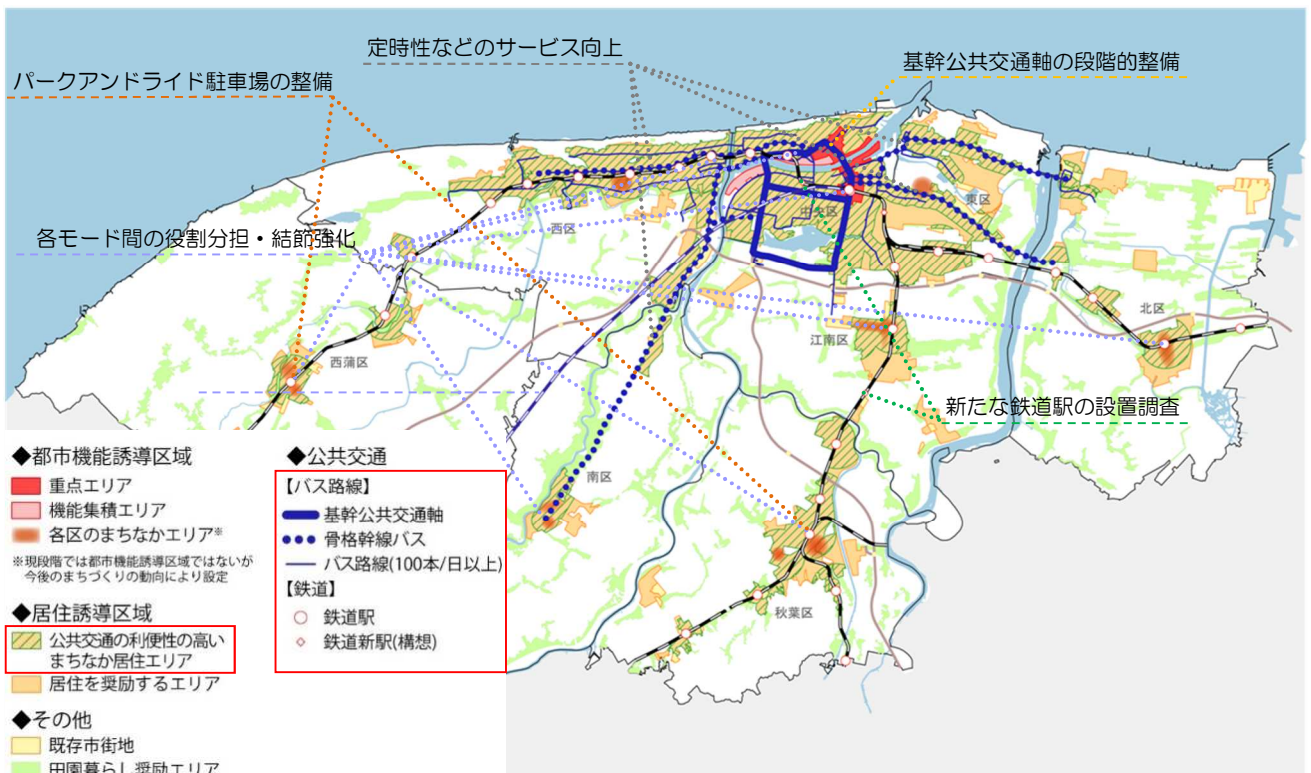 定時性などのサービス向上
基幹公共交通軸の段階的整備
パークアンドライド駐車場の整備
各モード間の役割分担・結節強化
西区
中央区
東区
北区
江南区
西蒲区
新たな鉄道駅の設置調査
南区
秋葉区
◆都市機能誘導区域
重点エリア
機能集積エリア
各区のまちなかエリア※
※現段階では都市機能誘導区域ではないが
今後のまちづくりの動向により設定
◆居住誘導区域
公共交通の利便性の高い
まちなか居住エリア
居住を奨励するエリア
◆その他
既存市街地
田園暮らし奨励エリア
◆公共交通
【バス路線】
基幹公共交通軸
骨格幹線バス
バス路線(100本/日以上)
【鉄道】
鉄道駅
鉄道新駅(構想)